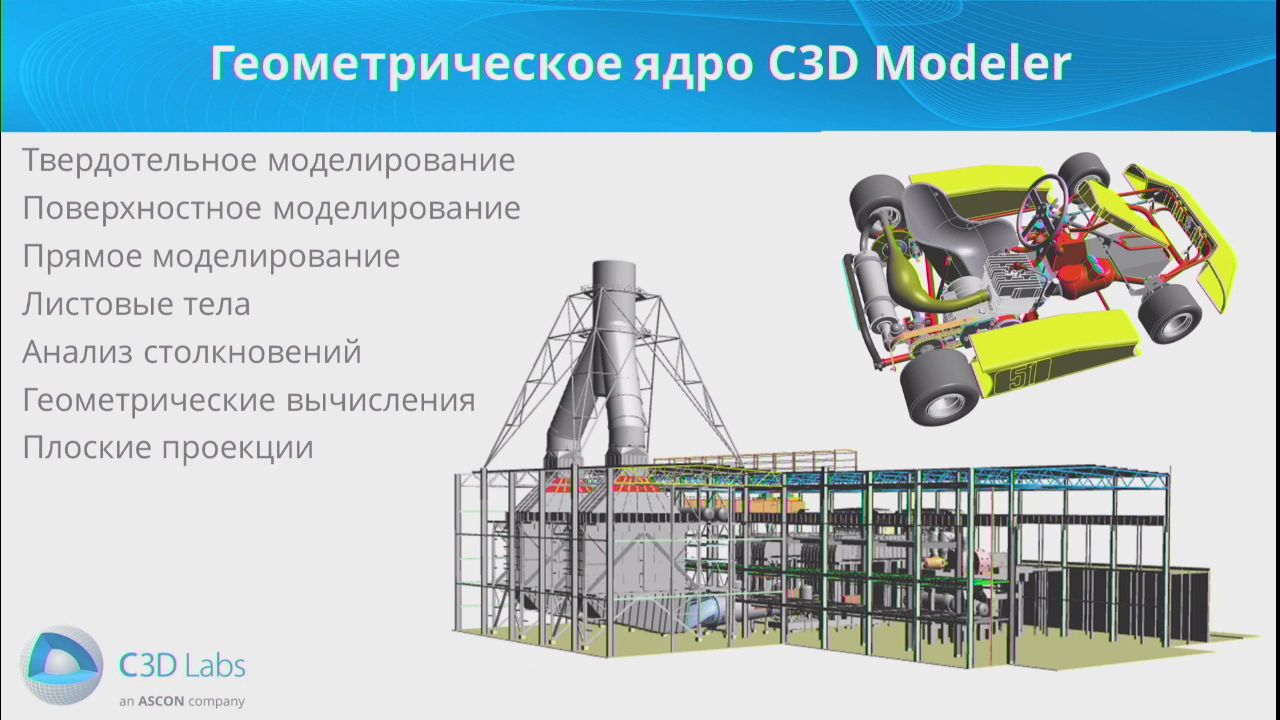 Геометрическое ядро C3D Modeler
Твердотельное моделирование
Поверхностное моделирование
Прямое моделирование
Листовые тела
Анализ столкновений
Геометрические вычисления
Плоские проекции
51
C3D Labs
an ASCON company